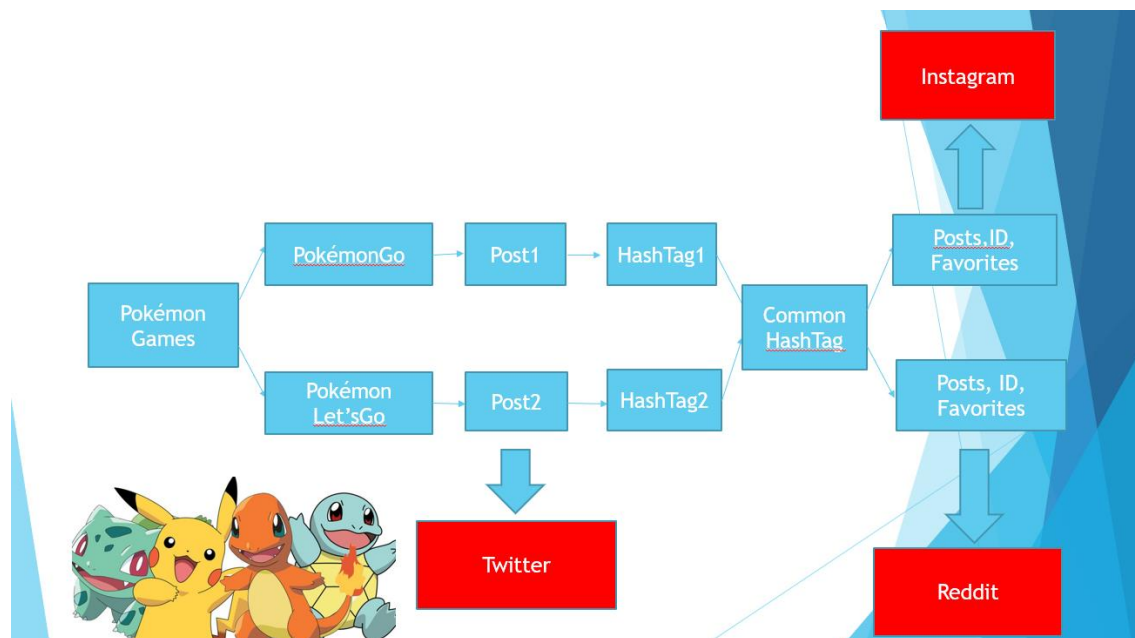 Instagram
PokémonGo
Post1
HashTag1
Posts,ID,
Favorites
Pokémon
Games
Common
HashTag
Pokémon
Let'sGo
Post2
HashTag2
Posts, ID,
Favorites
Twitter
Reddit